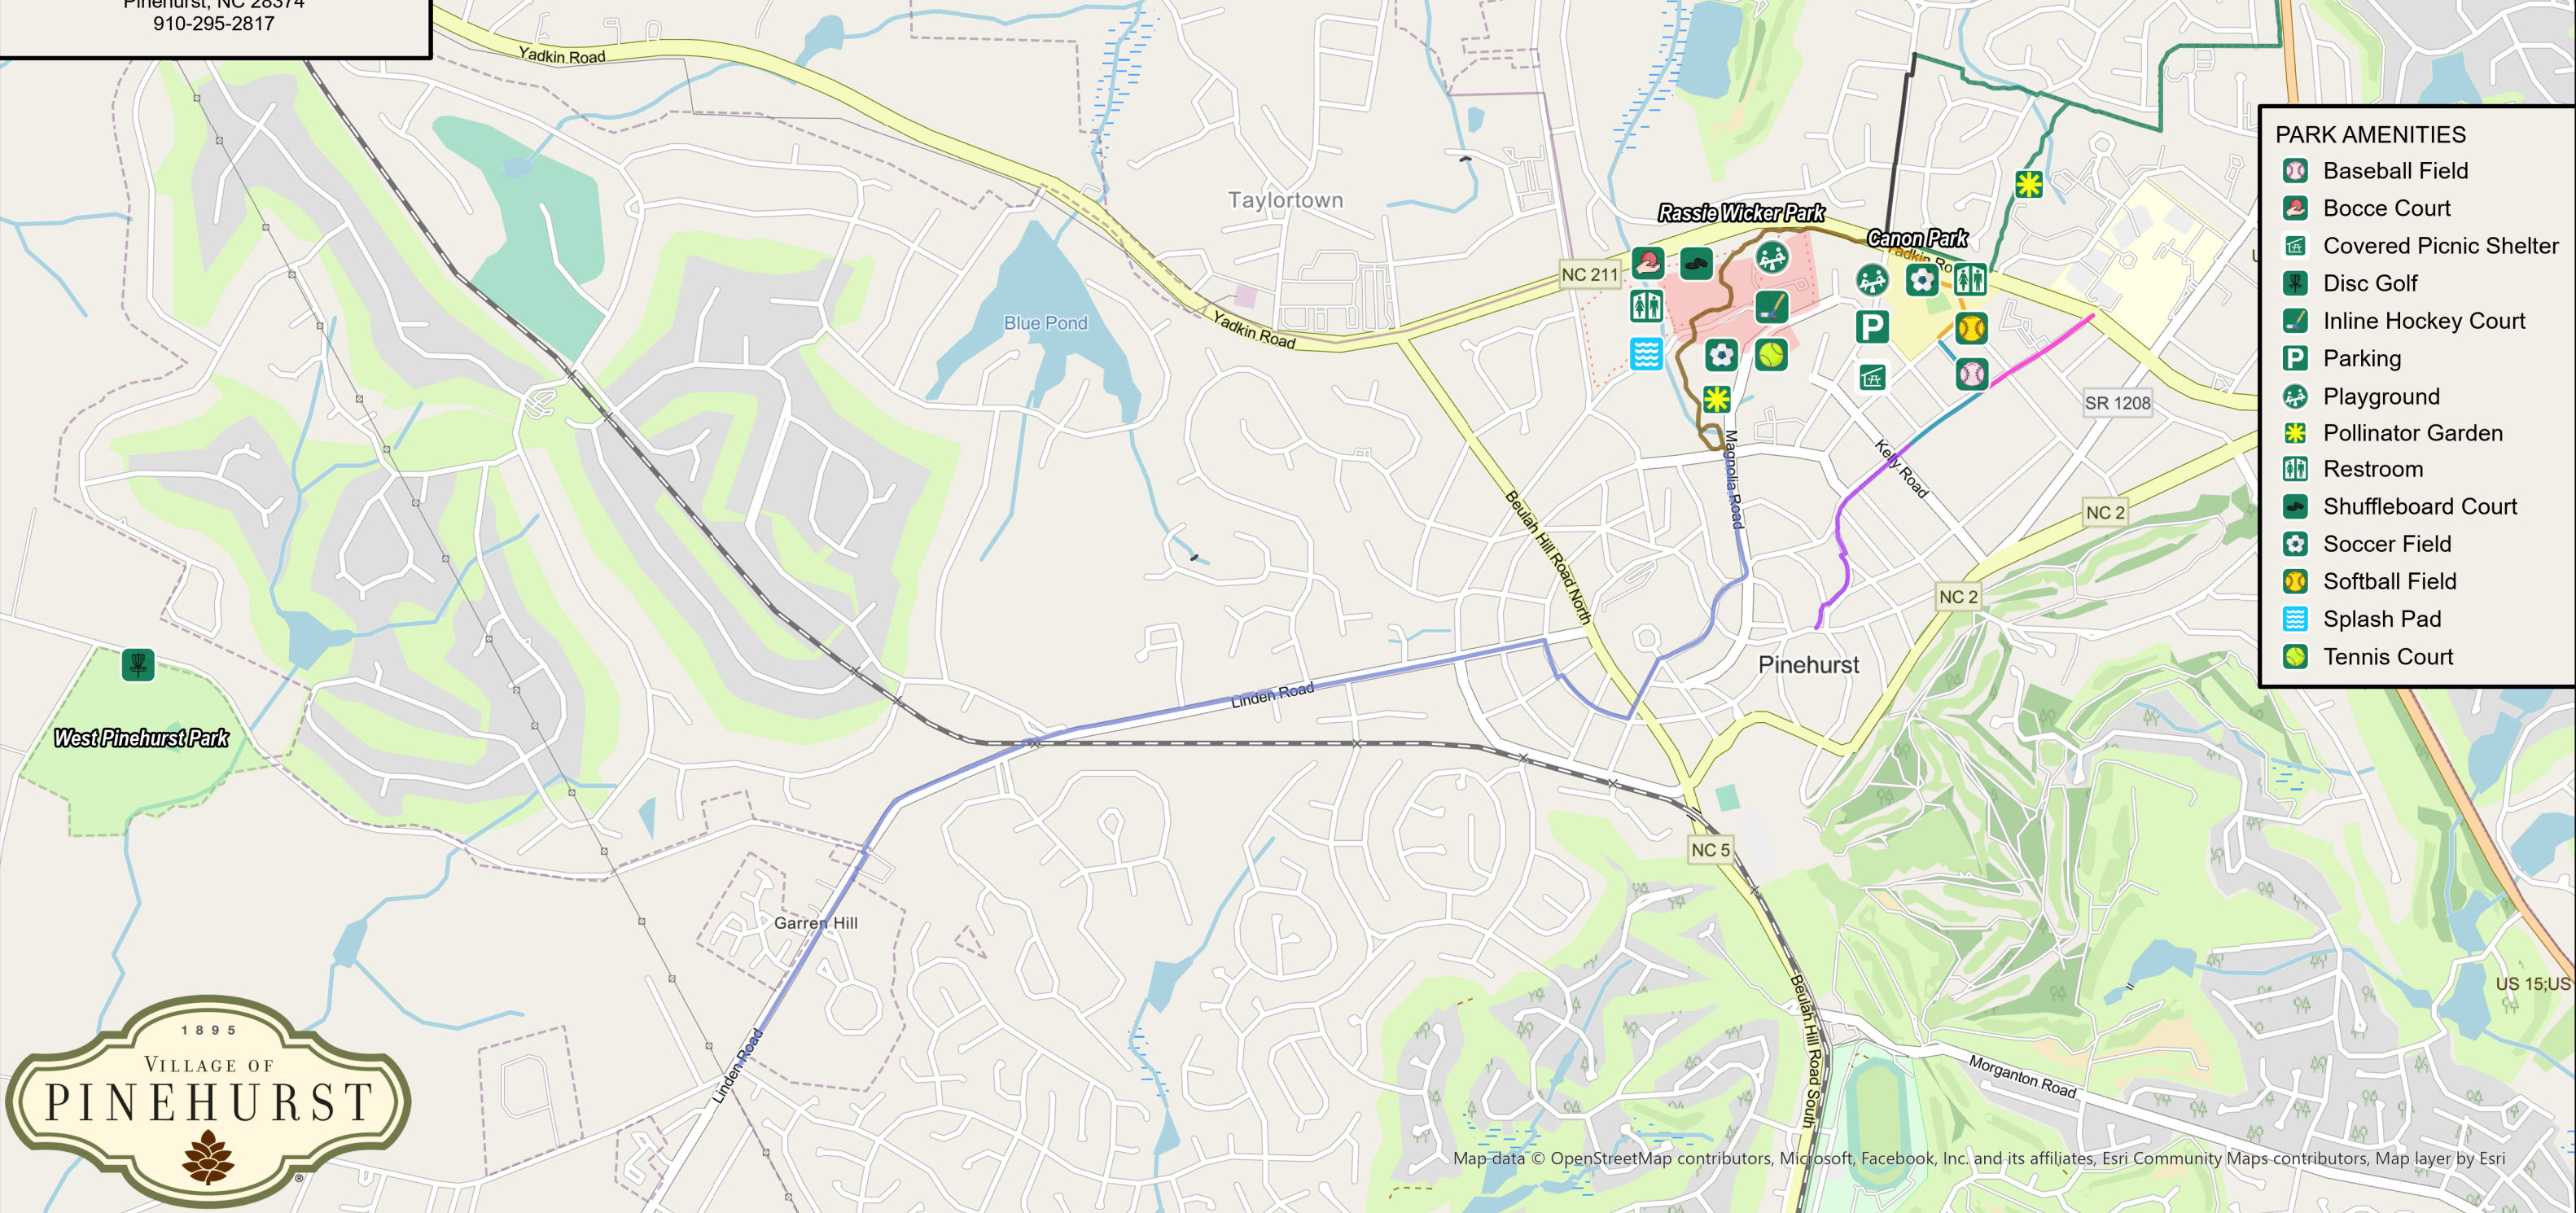 Pinehurst, NC 28374
910-295-2817
Yadkin Road
Taylortown
Rassie Wicker Park
Canon Park
Yadkin Ro
NC 211
PARK AMENITIES
Baseball Field
Bocce Court
Covered Picnic Shelter
Disc Golf
Inline Hockey Court
P Parking
Playground
Pollinator Garden
Restroom
Shuffleboard Court
Soccer Field
Softball Field
Splash Pad
Tennis Court
Blue Pond
Yadkin Road
P
SR 1208
Magnolia Road
Kelly Road
NC 2
Beulah Hill Road North
NC 2
Pinehurst
Linden Road
West Pinehurst Park
NC 5
Garren Hill
US 15;US
Beulah Hill Road South
Linden Road
Morganton Road
1895
VILLAGE OF
PINEHURST
®
Map data © OpenStreetMap contributors, Microsoft, Facebook, Inc. and its affiliates, Esri Community Maps contributors, Map layer by Esri